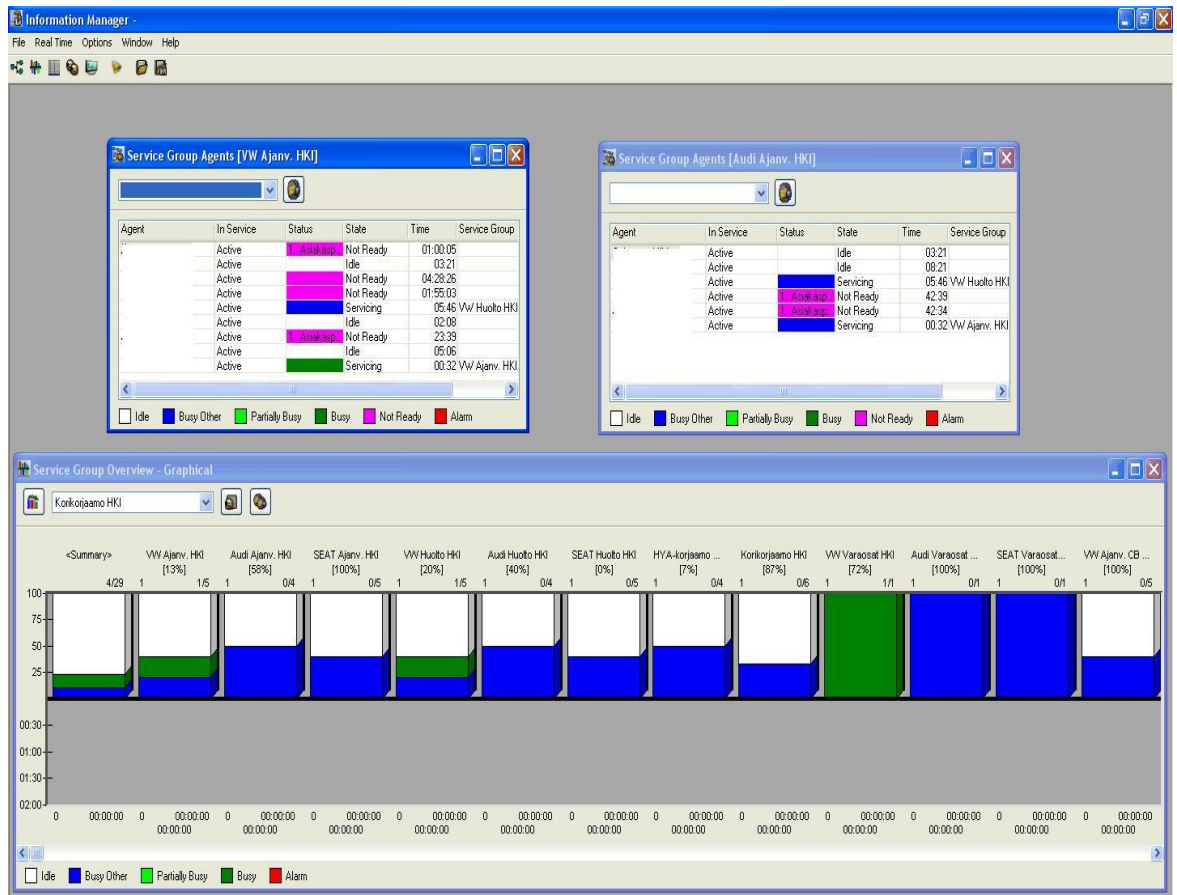 Information Manager -
File Real Time Options Window Help
Service Group Agents [VW Ajanv. HKI]
Agent In Service Status State Time Service Group
Active 1. Asiakasp... Not Ready 01:00:05
Active Idle 03:21
Active Not Ready 04:28:26
Active Not Ready 01:55:03
Active Servicing 05:46 VW Huolto HKI
Active Idle 02:08
Active 1. Asiakasp... Not Ready 23:39
Active Idle 05:06
Active Servicing 00:32 VW Ajanv. HKI
Idle Busy Other Partially Busy Busy Not Ready Alarm
Service Group Agents [Audi Ajanv. HKI]
Agent In Service Status State Time Service Group
Active Idle 03:21
Active Idle 08:21
Active Servicing 05:46 VW Huolto HKI
Active 1. Asiakasp... Not Ready 42:39
Active 1. Asiakasp... Not Ready 42:34
Active Servicing 00:32 VW Ajanv. HKI
Idle Busy Other Partially Busy Busy Not Ready Alarm
Service Group Overview - Graphical
Korikorjaamo HKI
<Summary> VW Ajanv. HKI Audi Ajanv. HKI SEAT Ajanv. HKI VW Huolto HKI Audi Huolto HKI SEAT Huolto HKI HYA-korjaamo ... Korikorjaamo HKI VW Varaosat HKI Audi Varaosat ... SEAT Varaosat... VW Ajanv. CB ...
[13%] [58%] [100%] [20%] [40%] [0%] [7%] [87%] [72%] [100%] [100%] [100%]
4/29 1 1/5 1 0/4 1 0/5 1 1/5 1 0/4 1 0/5 1 0/4 1 0/6 1 1/1 1 0/1 1 0/1 1 0/5
100
75
50
25
00:30
01:00
01:30
02:00
0 00:00:00 0 00:00:00 0 00:00:00 0 00:00:00 0 00:00:00 0 00:00:00 0 00:00:00 0 00:00:00 0 00:00:00 0 00:00:00 0 00:00:00 0 00:00:00 0 00:00:00
00:00:00 00:00:00 00:00:00 00:00:00 00:00:00 00:00:00 00:00:00 00:00:00 00:00:00 00:00:00 00:00:00 00:00:00
Idle Busy Other Partially Busy Busy Alarm